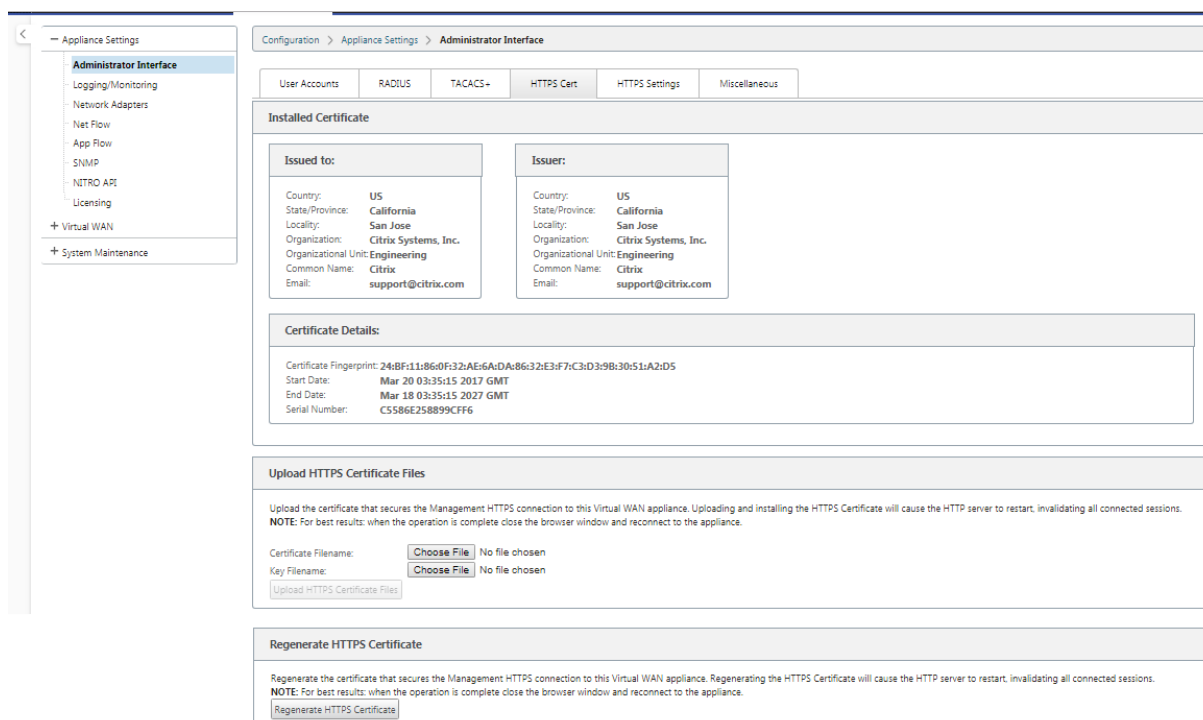 Appliance Settings
Administrator Interface
Logging/Monitoring
Network Adapters
Net Flow
App Flow
SNMP
NITRO API
Licensing
Virtual WAN
System Maintenance
Configuration > Appliance Settings > Administrator Interface
User Accounts RADIUS TACACS+ HTTPS Cert HTTPS Settings Miscellaneous
Installed Certificate
Issued to:
Country: US
State/Province: California
Locality: San Jose
Organization: Citrix Systems, Inc.
Organizational Unit: Engineering
Common Name: Citrix
Email: support@citrix.com
Issuer:
Country: US
State/Province: California
Locality: San Jose
Organization: Citrix Systems, Inc.
Organizational Unit: Engineering
Common Name: Citrix
Email: support@citrix.com
Certificate Details:
Certificate Fingerprint: 24:BF:11:86:0F:32:AE:6A:DA:86:32:E3:F7:C3:D3:9B:30:51:A2:D5
Start Date: Mar 20 03:35:15 2017 GMT
End Date: Mar 18 03:35:15 2027 GMT
Serial Number: C5586E258899CFF6
Upload HTTPS Certificate Files
Upload the certificate that secures the Management HTTPS connection to this Virtual WAN appliance. Uploading and installing the HTTPS Certificate will cause the HTTP server to restart, invalidating all connected sessions.
NOTE: For best results: when the operation is complete close the browser window and reconnect to the appliance.
Certificate Filename: Choose File No file chosen
Key Filename: Choose File No file chosen
Upload HTTPS Certificate Files
Regenerate HTTPS Certificate
Regenerate the certificate that secures the Management HTTPS connection to this Virtual WAN appliance. Regenerating the HTTPS Certificate will cause the HTTP server to restart, invalidating all connected sessions.
NOTE: For best results: when the operation is complete close the browser window and reconnect to the appliance.
Regenerate HTTPS Certificate